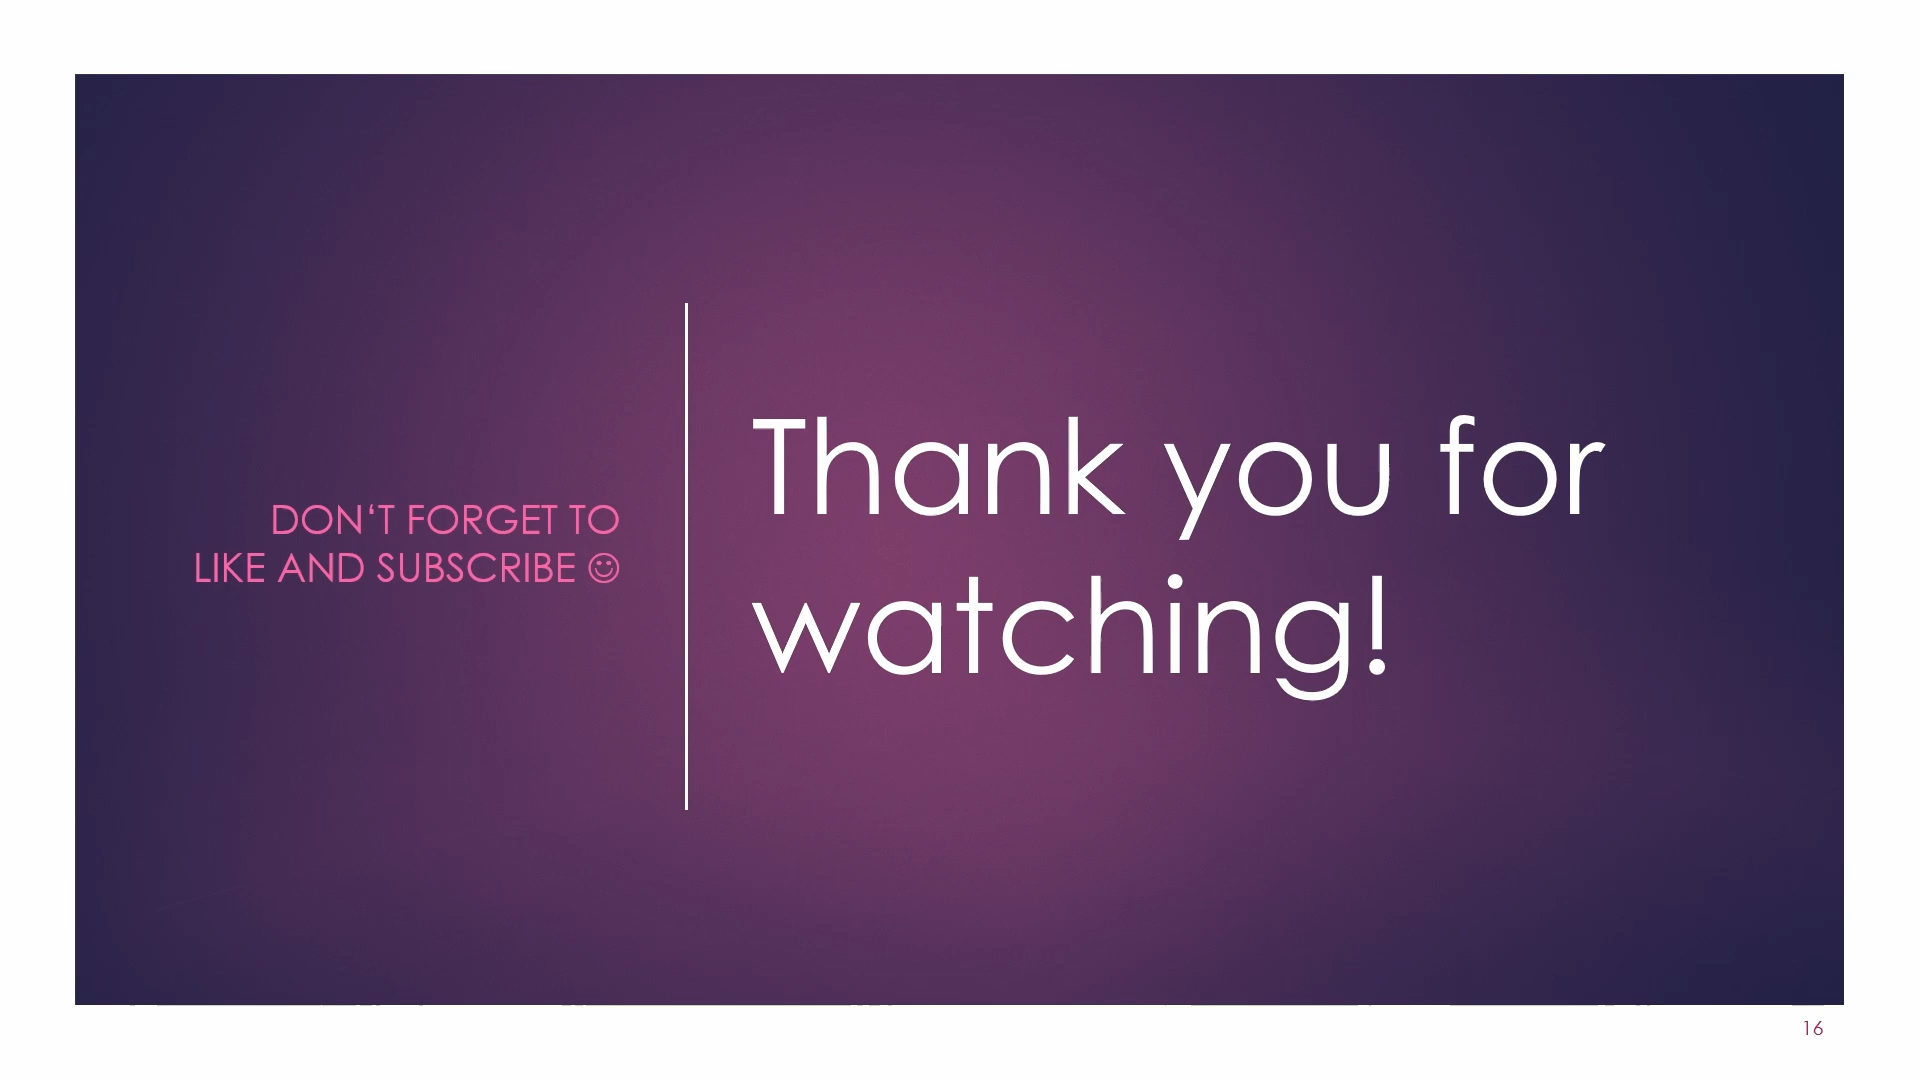 DON‘T FORGET TO
LIKE AND SUBSCRIBE ☺
Thank you for
watching!
16